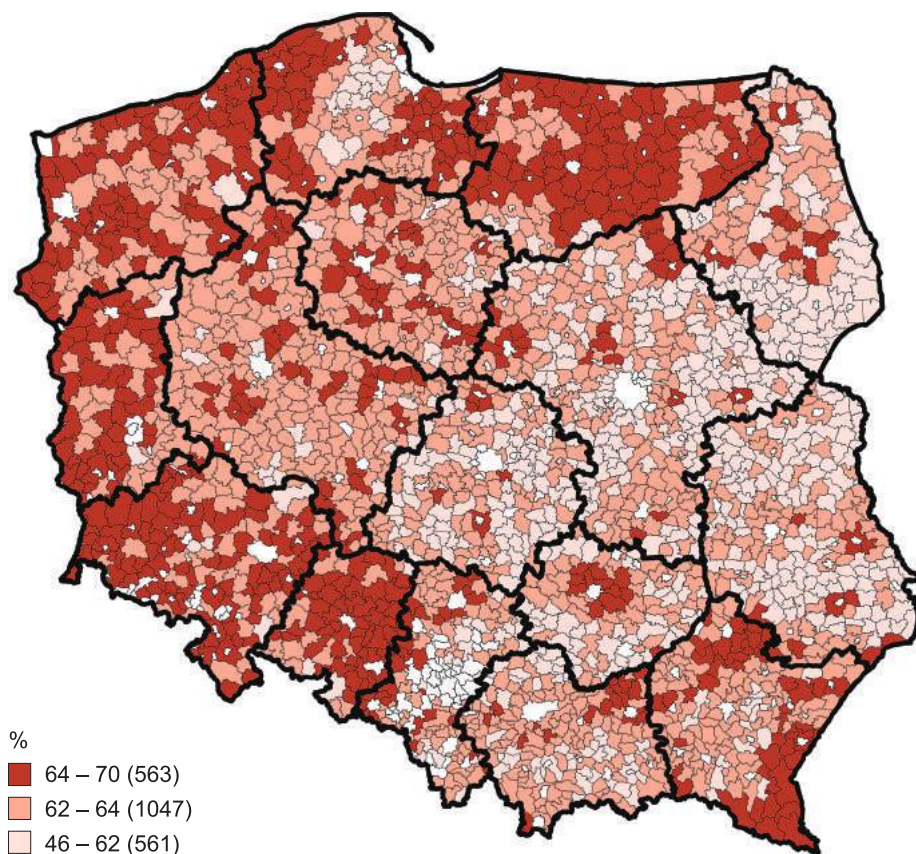 %
64 – 70 (563)
62 – 64 (1047)
46 – 62 (561)